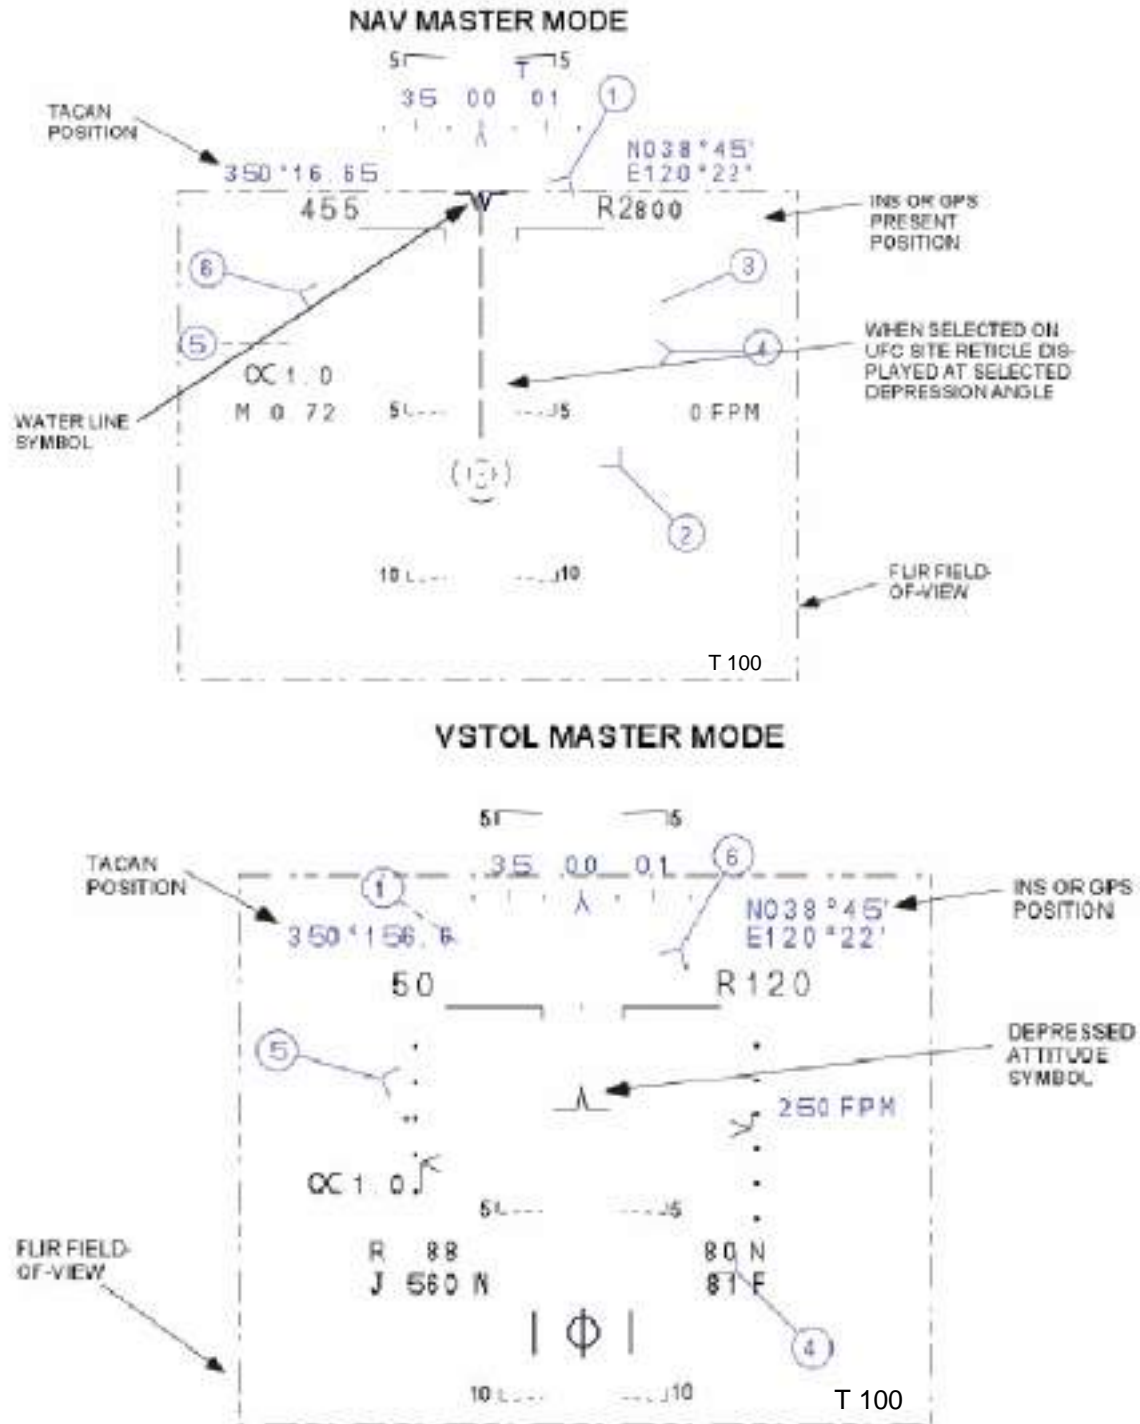 NAV MASTER MODE
5 5
T
35 00 01
1
TACAN
POSITION
N038°45'
E120°22'
350°16.65
455
R2800
INS OR GPS
PRESENT
POSITION
6
3
5
4
WHEN SELECTED ON
UFC SITE RETICLE DIS-
PLAYED AT SELECTED
DEPRESSION ANGLE
αC 1.0
M 0.72
5 5
0 FPM
WATER LINE
SYMBOL
2
10 10
FLIR FIELD-
OF-VIEW
T 100
VSTOL MASTER MODE
5 5
35 00 01
6
TACAN
POSITION
1
INS OR GPS
POSITION
N038°45'
E120°22'
350°156.6
50
R120
5
DEPRESSED
ATTITUDE
SYMBOL
250 FPM
αC 1.0
5 5
FLIR FIELD-
OF-VIEW
R 88
80 N
J 560 N
81 F
4
10 10
T 100